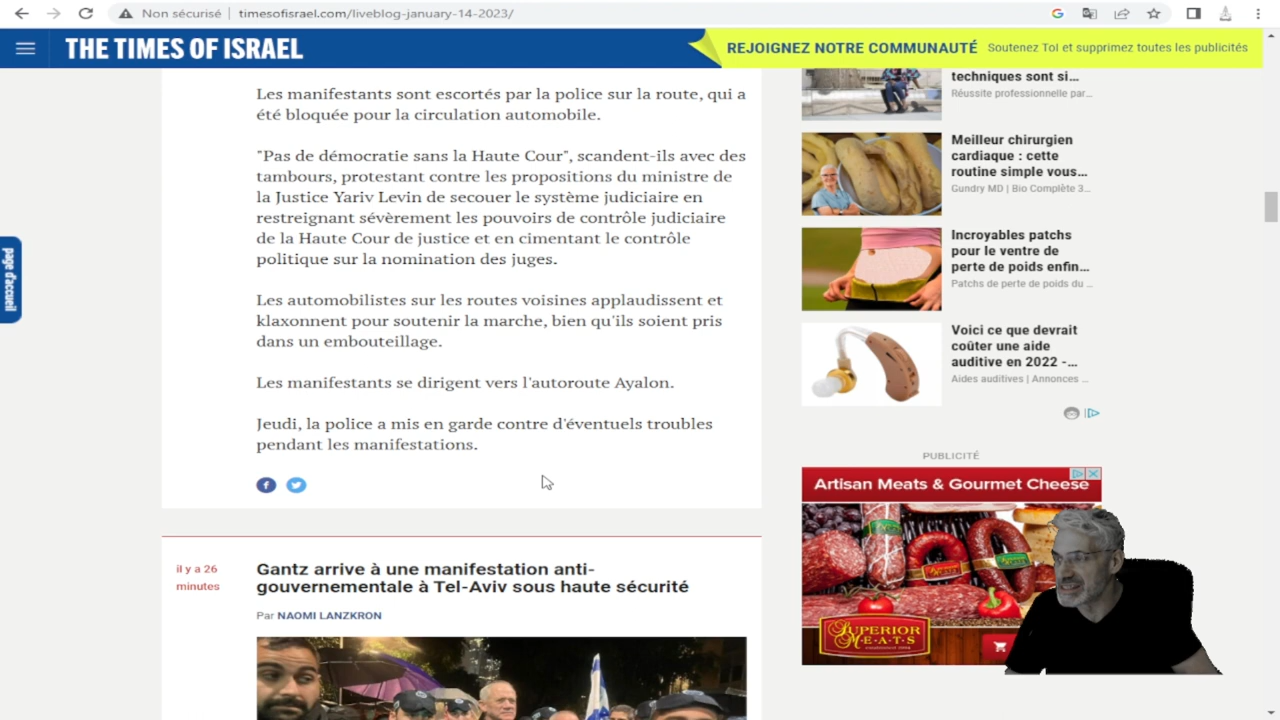 Non sécurisé
timesofisrael.com/liveblog-january-14-2023/
THE TIMES OF ISRAEL
REJOIGNEZ NOTRE COMMUNAUTÉ Soutenez ToI et supprimez toutes les publicités
page d'accueil
Les manifestants sont escortés par la police sur la route, qui a
été bloquée pour la circulation automobile.
"Pas de démocratie sans la Haute Cour", scandent-ils avec des
tambours, protestant contre les propositions du ministre de
la Justice Yariv Levin de secouer le système judiciaire en
restreignant sévèrement les pouvoirs de contrôle judiciaire
de la Haute Cour de justice et en cimentant le contrôle
politique sur la nomination des juges.
Les automobilistes sur les routes voisines applaudissent et
klaxonnent pour soutenir la marche, bien qu'ils soient pris
dans un embouteillage.
Les manifestants se dirigent vers l'autoroute Ayalon.
Jeudi, la police a mis en garde contre d'éventuels troubles
pendant les manifestations.
il y a 26
minutes
Gantz arrive à une manifestation anti-
gouvernementale à Tel-Aviv sous haute sécurité
Par NAOMI LANZKRON
techniques sont si...
Réussite professionnelle par...
Meilleur chirurgien
cardiaque : cette
routine simple vous...
Gundry MD | Bio Complète 3...
Incroyables patchs
pour le ventre de
perte de poids enfin...
Patchs de perte de poids du ...
Voici ce que devrait
coûter une aide
auditive en 2022 -...
Aides auditives | Annonces ...
PUBLICITÉ
Artisan Meats & Gourmet Cheese
SUPERIOR
MEATS